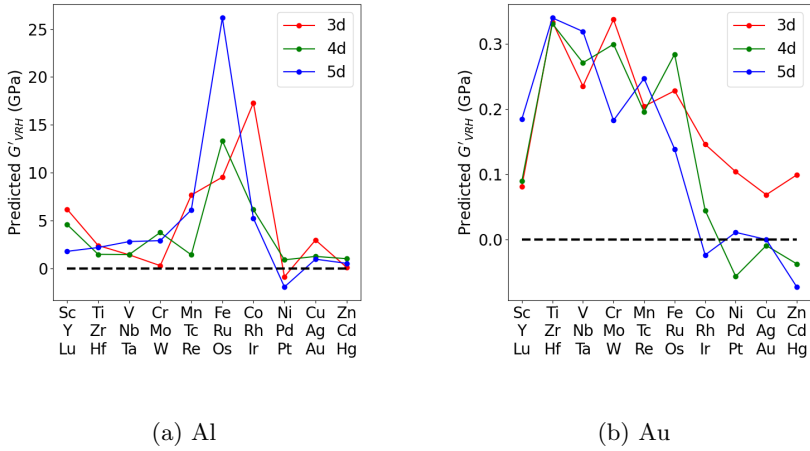 3d
4d
5d
25
20
15
10
5
0
Predicted G'VRH (GPa)
Sc Ti V Cr Mn Fe Co Ni Cu Zn
Y Zr Nb Mo Tc Ru Rh Pd Ag Cd
Lu Hf Ta W Re Os Ir Pt Au Hg
(a) Al
3d
4d
5d
0.3
0.2
0.1
0.0
Predicted G'VRH (GPa)
Sc Ti V Cr Mn Fe Co Ni Cu Zn
Y Zr Nb Mo Tc Ru Rh Pd Ag Cd
Lu Hf Ta W Re Os Ir Pt Au Hg
(b) Au